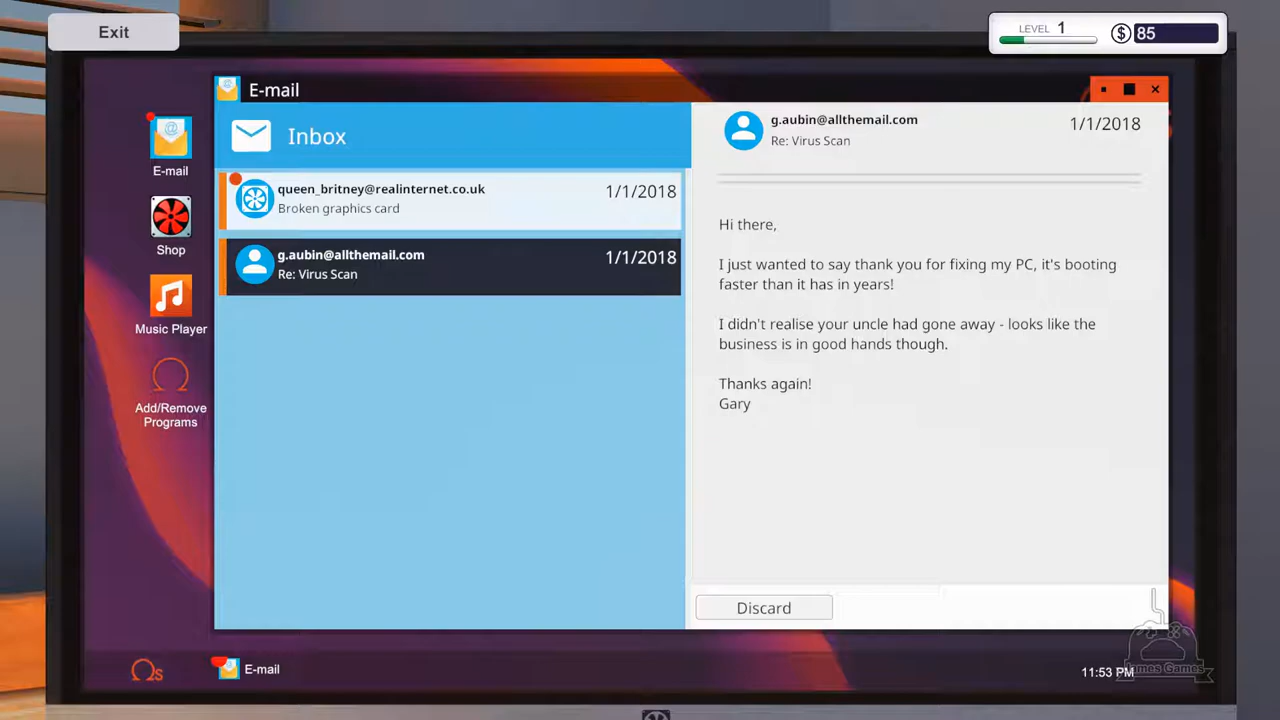 Exit
LEVEL 1
$ 85
E-mail
E-mail
Shop
Music Player
Add/Remove
Programs
Inbox
queen_britney@realinternet.co.uk 1/1/2018
Broken graphics card
g.aubin@allthemail.com 1/1/2018
Re: Virus Scan
g.aubin@allthemail.com 1/1/2018
Re: Virus Scan
Hi there,
I just wanted to say thank you for fixing my PC, it's booting
faster than it has in years!
I didn't realise your uncle had gone away - looks like the
business is in good hands though.
Thanks again!
Gary
Discard
Ωs
E-mail
11:53 PM
James Games